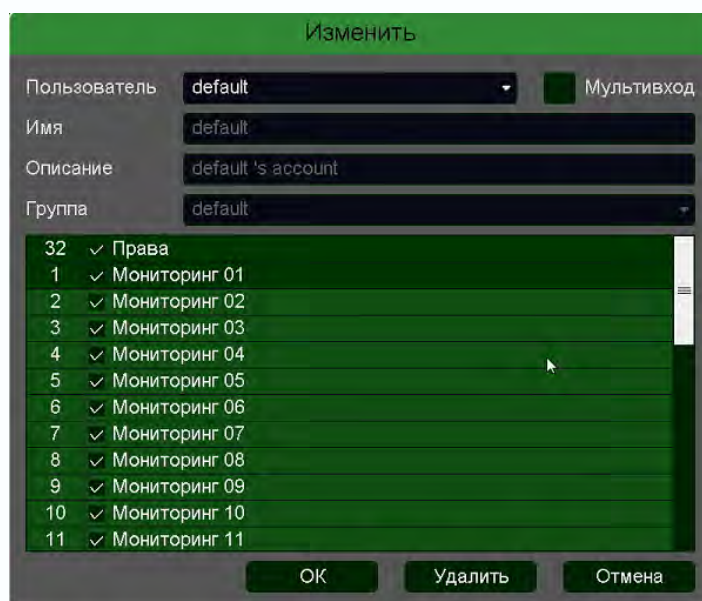 Изменить
Пользователь default Мультивход
Имя default
Описание default 's account
Группа default
32 Права
1 Мониторинг 01
2 Мониторинг 02
3 Мониторинг 03
4 Мониторинг 04
5 Мониторинг 05
6 Мониторинг 06
7 Мониторинг 07
8 Мониторинг 08
9 Мониторинг 09
10 Мониторинг 10
11 Мониторинг 11
ОК Удалить Отмена